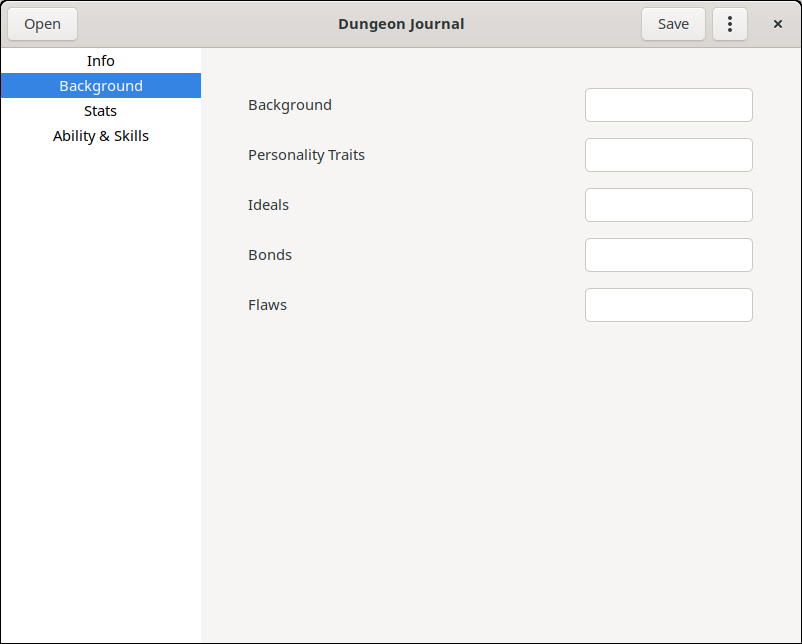 Open
Dungeon Journal
Save
Info
Background
Stats
Ability & Skills
Background
Personality Traits
Ideals
Bonds
Flaws